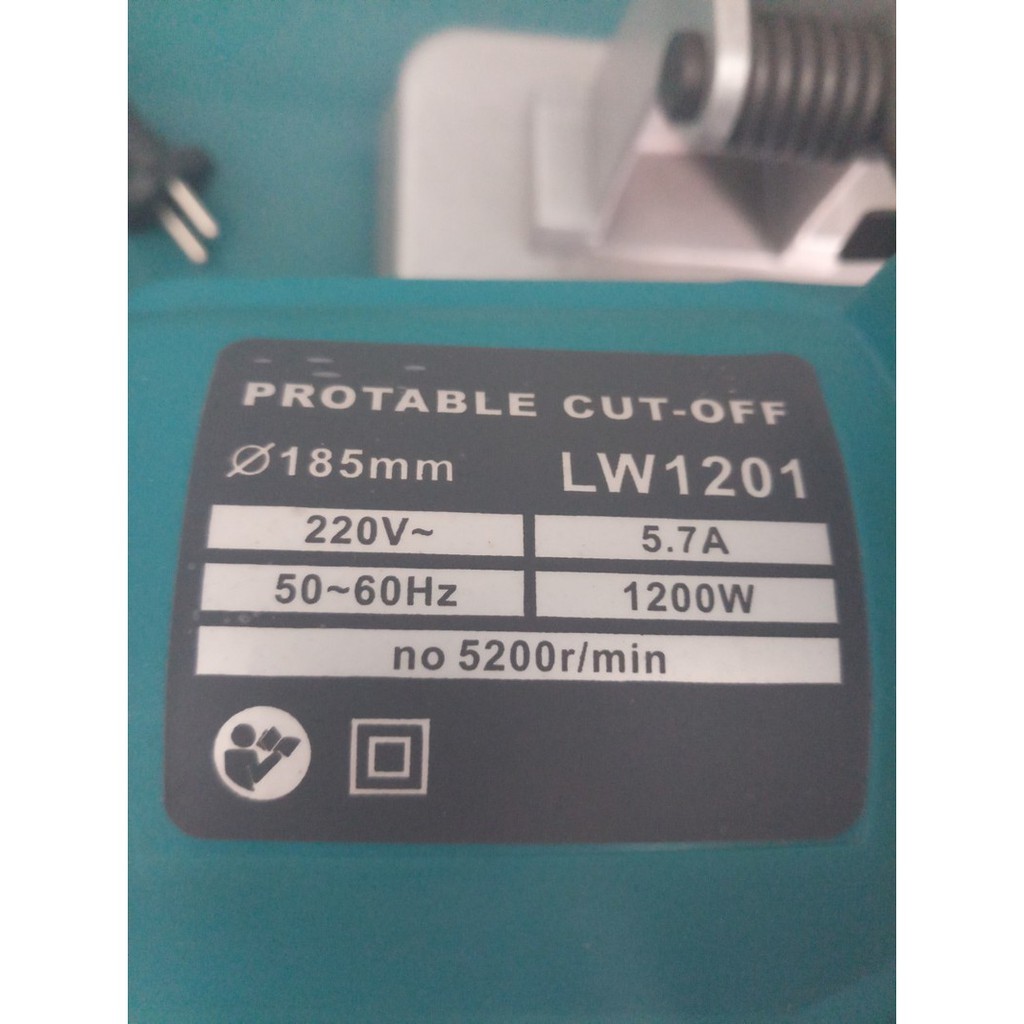 PROTABLE CUT-OFF
Ø185mm LW1201
220V~ 5.7A
50~60Hz 1200W
no 5200r/min